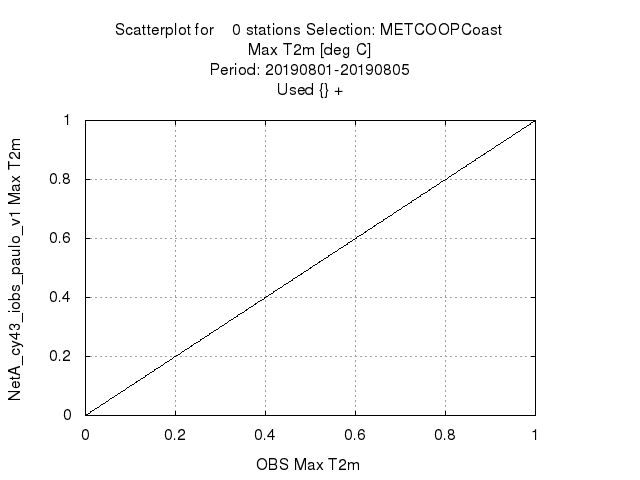 Scatterplot for    0 stations Selection: METCOOPCoast
Max T2m [deg C]
Period: 20190801-20190805
Used {} +
NetA_cy43_iobs_paulo_v1 Max T2m
1
0.8
0.6
0.4
0.2
0
0 0.2 0.4 0.6 0.8 1
OBS Max T2m